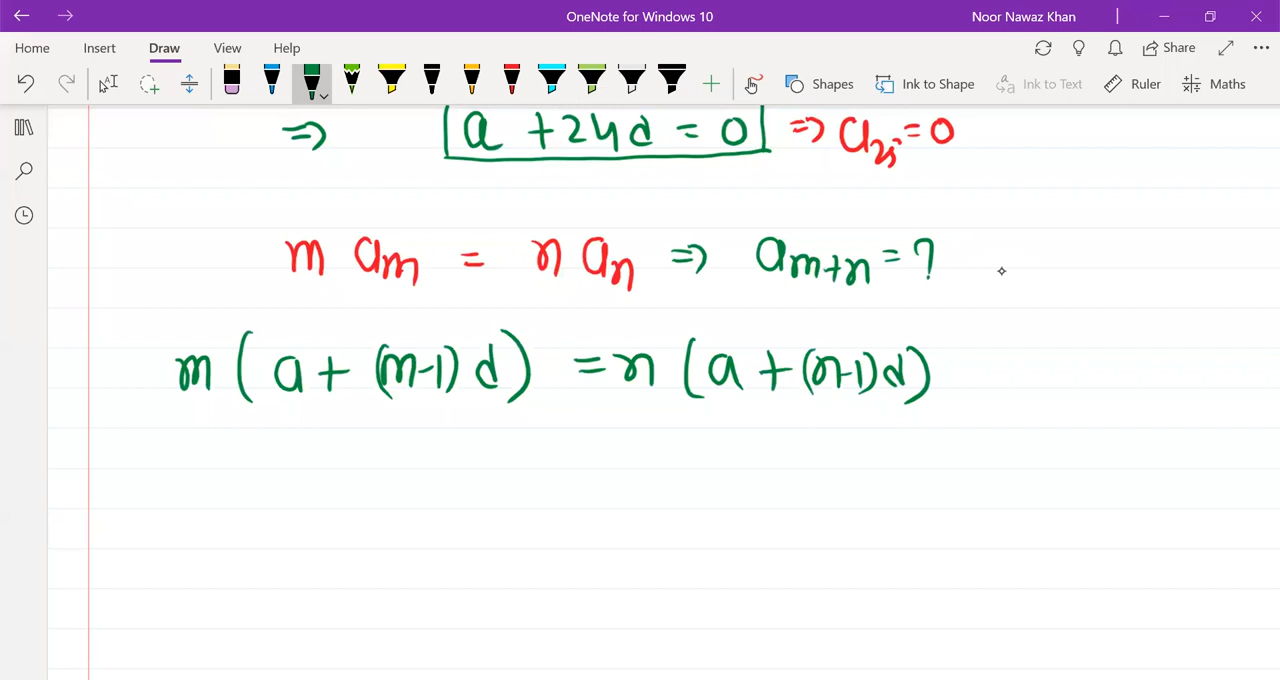 OneNote for Windows 10 Noor Nawaz Khan
Home Insert Draw View Help Share
Shapes Ink to Shape Ink to Text Ruler Maths
⇒ a + 24d = 0 ⇒ a₂₅ = 0
m aₘ = n aₙ ⇒ aₘ₊ₙ = ?
m ( a + (m-1) d ) = n ( a + (n-1) d )